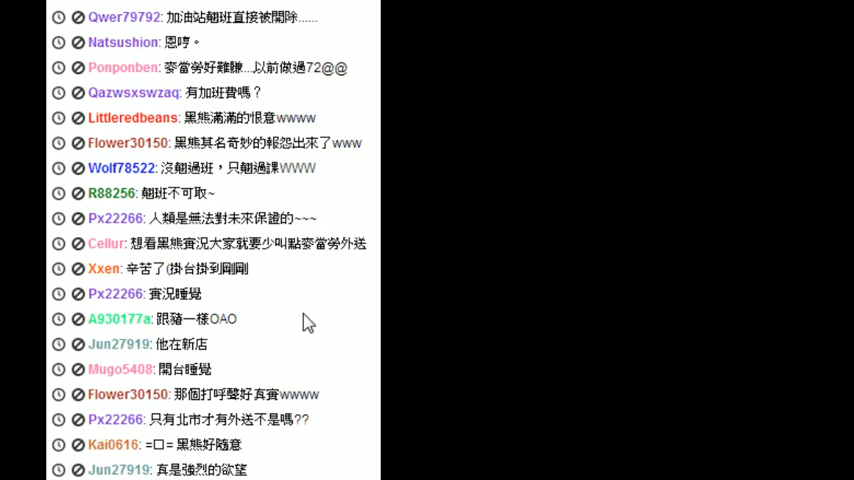 Qwer79792: 加油站翹班直接被開除......
Natsushion: 恩哼。
Ponponben: 麥當勞好難賺...以前做過72@@
Qazwsxswzaq: 有加班費嗎？
Littleredbeans: 黑熊滿滿的恨意wwww
Flower30150: 黑熊其名奇妙的報怨出來了www
Wolf78522: 沒翹過班，只翹過課WWW
R88256: 翹班不可取~
Px22266: 人類是無法對未來保證的~~~
Cellur: 想看黑熊實況大家就要少叫點麥當勞外送
Xxen: 辛苦了(掛台掛到剛剛
Px22266: 實況睡覺
A930177a: 跟豬一樣OAO
Jun27919: 他在新店
Mugo5408: 開台睡覺
Flower30150: 那個打呼聲好真實wwww
Px22266: 只有北市才有外送不是嗎??
Kai0616: =口= 黑熊好隨意
Jun27919: 真是強烈的欲望